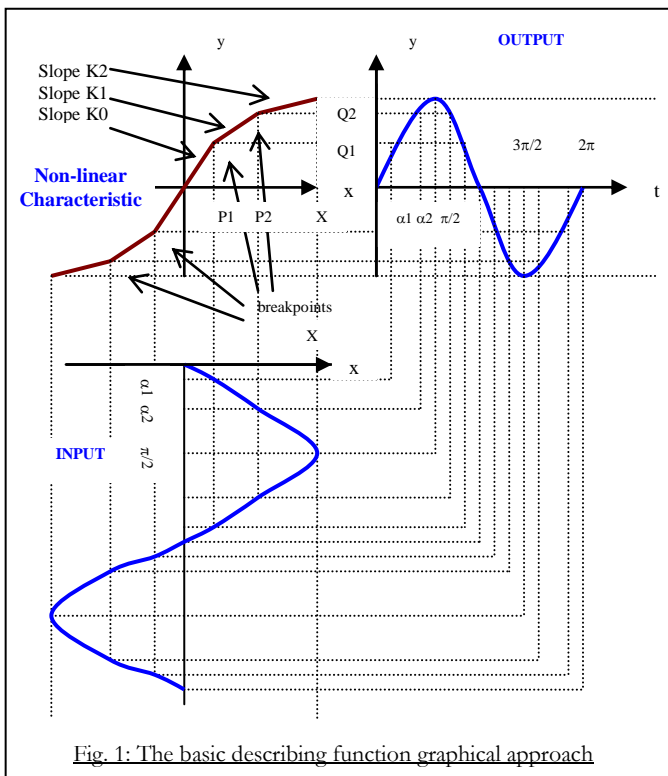 y
y
OUTPUT
Slope K2
Slope K1
Slope K0
Q2
Q1
3π/2
2π
Non-linear
Characteristic
x
t
P1
P2
X
α1 α2 π/2
breakpoints
X
x
α1
α2
π/2
INPUT
Fig. 1: The basic describing function graphical approach